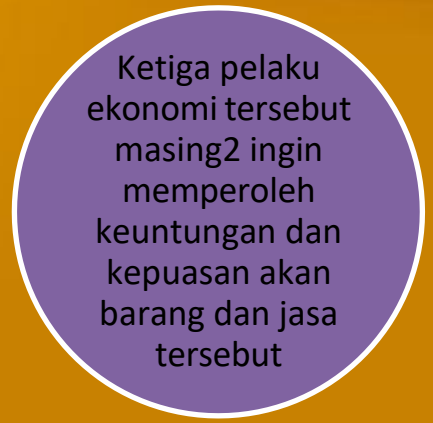 Ketiga pelaku
ekonomi tersebut
masing2 ingin
memperoleh
keuntungan dan
kepuasan akan
barang dan jasa
tersebut